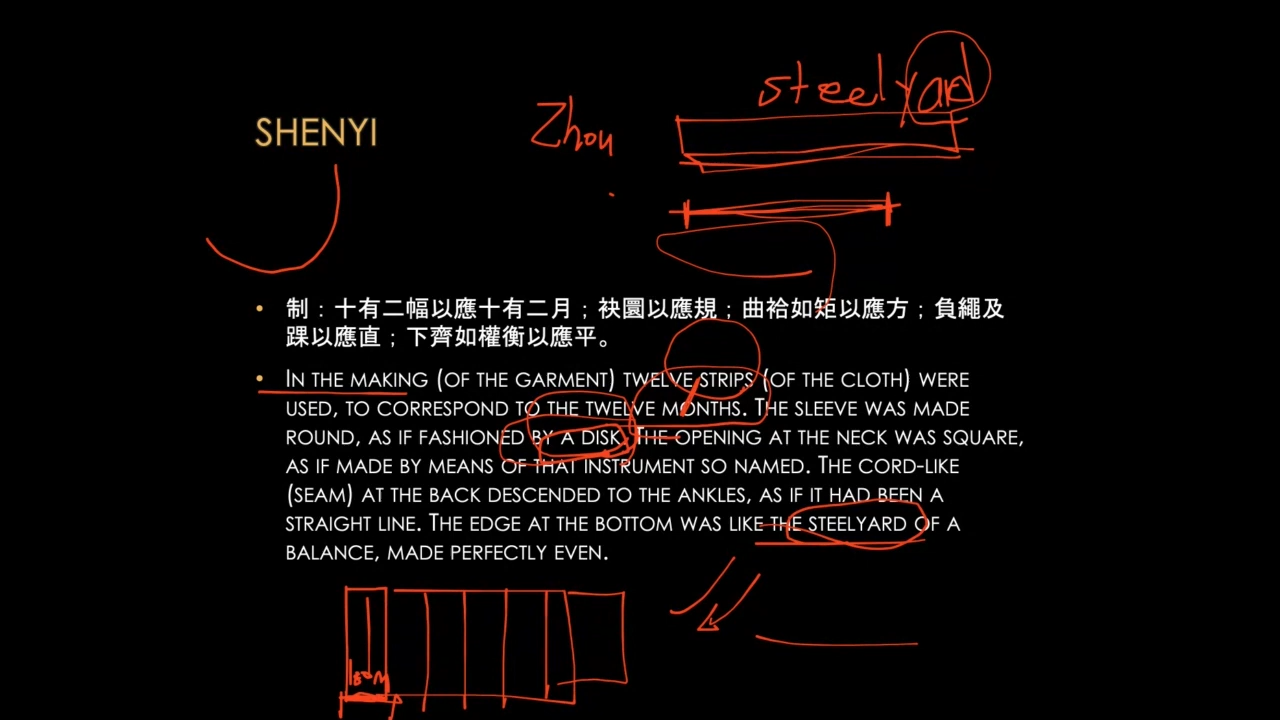 steelyard
Zhou
SHENYI
• 制：十有二幅以應十有二月；袂圜以應規；曲袷如矩以應方；負繩及
踝以應直；下齊如權衡以應平。
• IN THE MAKING (OF THE GARMENT) TWELVE STRIPS (OF THE CLOTH) WERE
USED, TO CORRESPOND TO THE TWELVE MONTHS. THE SLEEVE WAS MADE
ROUND, AS IF FASHIONED BY A DISK. THE OPENING AT THE NECK WAS SQUARE,
AS IF MADE BY MEANS OF THAT INSTRUMENT SO NAMED. THE CORD-LIKE
(SEAM) AT THE BACK DESCENDED TO THE ANKLES, AS IF IT HAD BEEN A
STRAIGHT LINE. THE EDGE AT THE BOTTOM WAS LIKE THE STEELYARD OF A
BALANCE, MADE PERFECTLY EVEN.